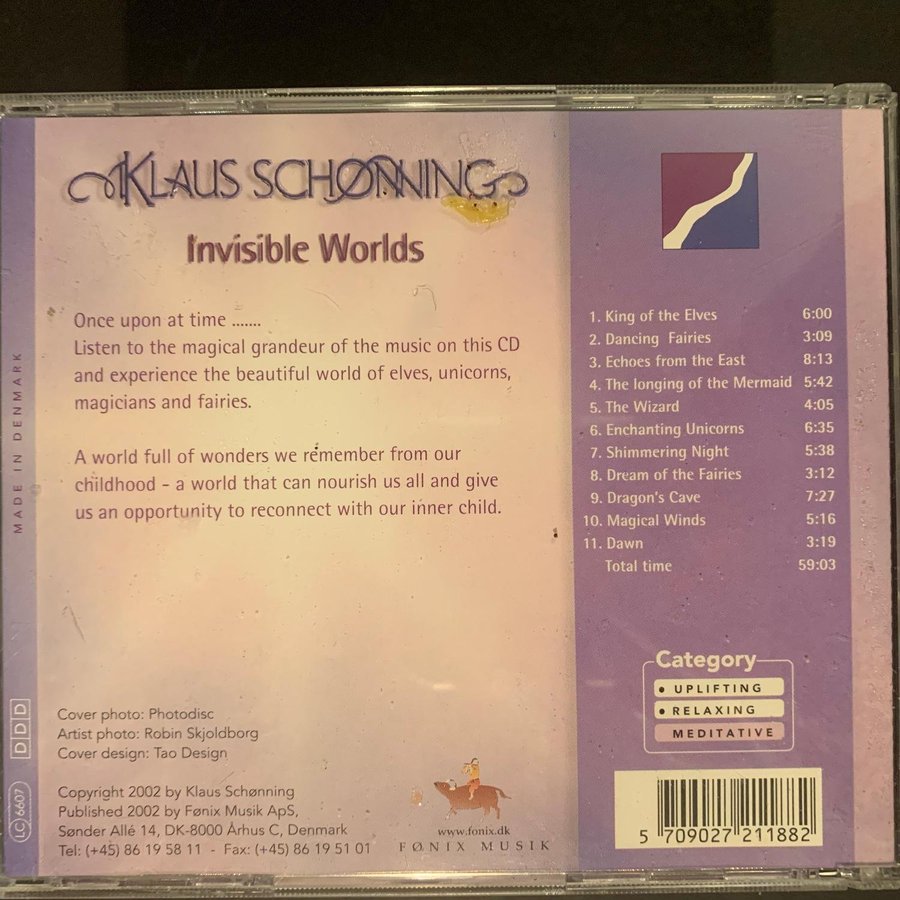 KLAUS SCHØNNING
Invisible Worlds
Once upon at time .......
Listen to the magical grandeur of the music on this CD
and experience the beautiful world of elves, unicorns,
magicians and fairies.
A world full of wonders we remember from our
childhood - a world that can nourish us all and give
us an opportunity to reconnect with our inner child.
Cover photo: Photodisc
Artist photo: Robin Skjoldborg
Cover design: Tao Design
Copyright 2002 by Klaus Schønning
Published 2002 by Fønix Musik ApS,
Sønder Allé 14, DK-8000 Århus C, Denmark
Tel: (+45) 86 19 58 11 - Fax: (+45) 86 19 51 01
www.fonix.dk
FØNIX MUSIK
1. King of the Elves 6:00
2. Dancing Fairies 3:09
3. Echoes from the East 8:13
4. The longing of the Mermaid 5:42
5. The Wizard 4:05
6. Enchanting Unicorns 6:35
7. Shimmering Night 5:38
8. Dream of the Fairies 3:12
9. Dragon's Cave 7:27
10. Magical Winds 5:16
11. Dawn 3:19
Total time 59:03
Category
• UPLIFTING
• RELAXING
MEDITATIVE
5 709027 211882
MADE IN DENMARK
DDD
LC 6607